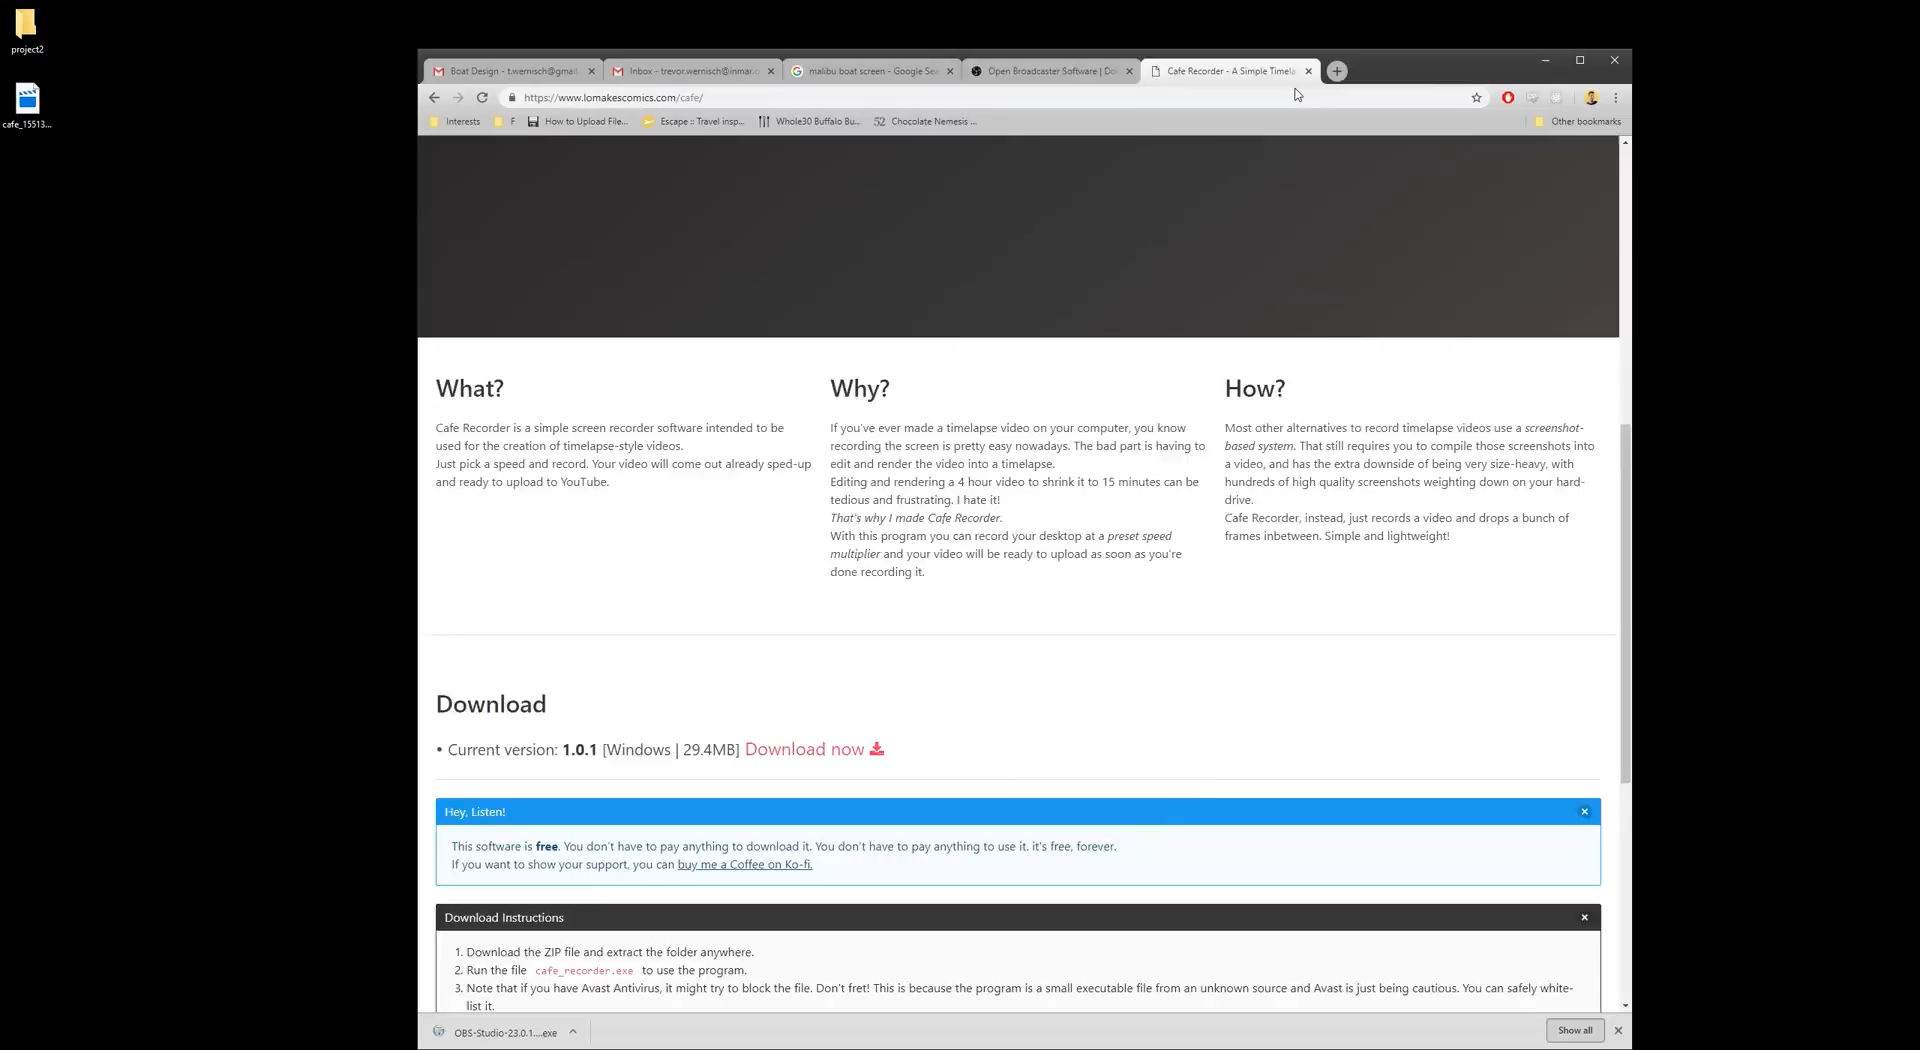 project2
cafe_15513...
Boat Design - t.wernisch@gmai
Inbox - trevor.wernisch@inmar.c
malibu boat screen - Google Sea
Open Broadcaster Software | Do
Cafe Recorder - A Simple Timela
https://www.lomakescomics.com/cafe/
Interests
F
How to Upload File...
Escape :: Travel insp...
Whole30 Buffalo Bu...
52
Chocolate Nemesis ...
Other bookmarks
What?
Cafe Recorder is a simple screen recorder software intended to be
used for the creation of timelapse-style videos.
Just pick a speed and record. Your video will come out already sped-up
and ready to upload to YouTube.
Why?
If you've ever made a timelapse video on your computer, you know
recording the screen is pretty easy nowadays. The bad part is having to
edit and render the video into a timelapse.
Editing and rendering a 4 hour video to shrink it to 15 minutes can be
tedious and frustrating. I hate it!
That's why I made Cafe Recorder.
With this program you can record your desktop at a preset speed
multiplier and your video will be ready to upload as soon as you're
done recording it.
How?
Most other alternatives to record timelapse videos use a screenshot-
based system. That still requires you to compile those screenshots into
a video, and has the extra downside of being very size-heavy, with
hundreds of high quality screenshots weighting down on your hard-
drive.
Cafe Recorder, instead, just records a video and drops a bunch of
frames inbetween. Simple and lightweight!
Download
• Current version: 1.0.1 [Windows | 29.4MB] Download now
Hey, Listen!
This software is free. You don't have to pay anything to download it. You don't have to pay anything to use it. it's free, forever.
If you want to show your support, you can buy me a Coffee on Ko-fi.
Download Instructions
1. Download the ZIP file and extract the folder anywhere.
2. Run the file cafe_recorder.exe to use the program.
3. Note that if you have Avast Antivirus, it might try to block the file. Don't fret! This is because the program is a small executable file from an unknown source and Avast is just being cautious. You can safely white-
list it.
OBS-Studio-23.0.1....exe
Show all